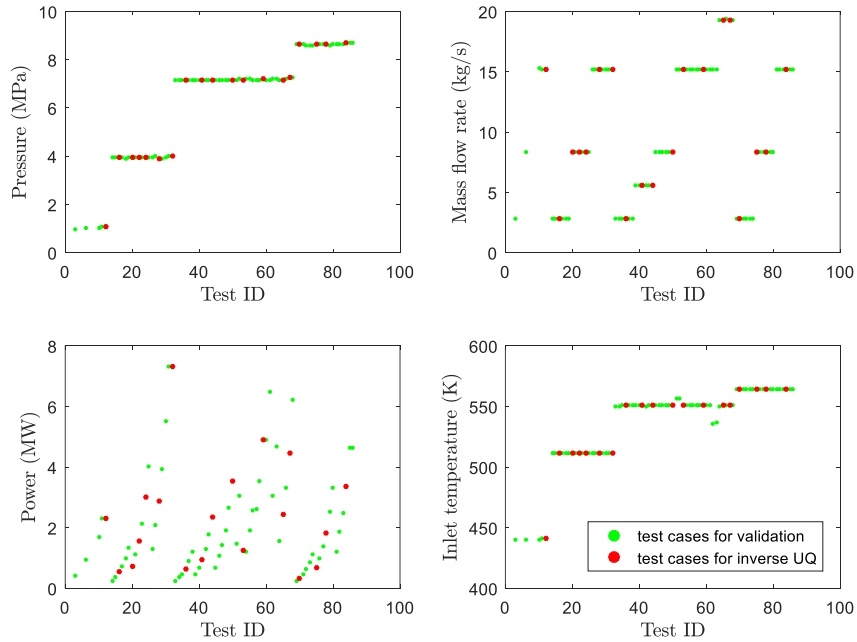 10
8
6
4
2
0
Pressure (MPa)
0 20 40 60 80 100
Test ID
20
15
10
5
0
Mass flow rate (kg/s)
0 20 40 60 80 100
Test ID
8
6
4
2
0
Power (MW)
0 20 40 60 80 100
Test ID
600
550
500
450
400
Inlet temperature (K)
test cases for validation
test cases for inverse UQ
0 20 40 60 80 100
Test ID